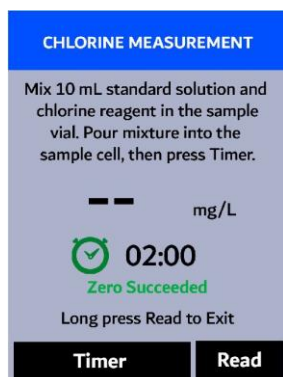 CHLORINE MEASUREMENT
Mix 10 mL standard solution and
chlorine reagent in the sample
vial. Pour mixture into the
sample cell, then press Timer.
-- mg/L
02:00
Zero Succeeded
Long press Read to Exit
Timer Read